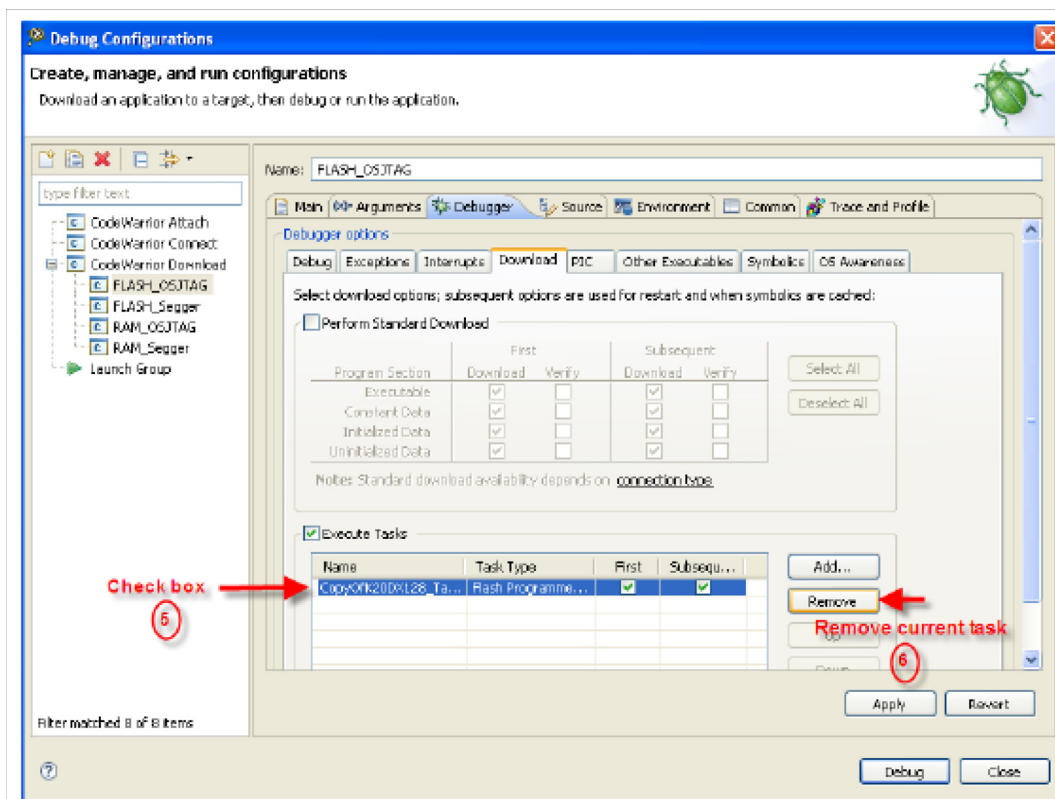 Debug Configurations
Create, manage, and run configurations
Download an application to a target, then debug or run the application.
type filter text
CodeWarrior Attach
CodeWarrior Connect
CodeWarrior Download
FLASH_OSJTAG
FLASH_Segger
RAM_OSJTAG
RAM_Segger
Launch Group
Filter matched 8 of 8 items
Name: FLASH_OSJTAG
Main Arguments Debugger Source Environment Common Trace and Profile
Debugger options
Debug Exceptions Interrupts Download PIC Other Executables Symbolics OS Awareness
Select download options; subsequent options are used for restart and when symbolics are cached:
Perform Standard Download
First Subsequent
Program Section Download Verify Download Verify
Executable
Constant Data
Initialized Data
Uninitialized Data
Select All
Deselect All
Note: Standard download availability depends on connection type
Execute Tasks
Name Task Type First Subsequ...
CopyOfK20DX128_Ta... Flash Programme...
Add...
Remove
Up
Down
Check box
5
Remove current task
6
Apply Revert
Debug Close